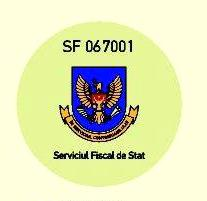 SF 067001
Serviciul Fiscal de Stat